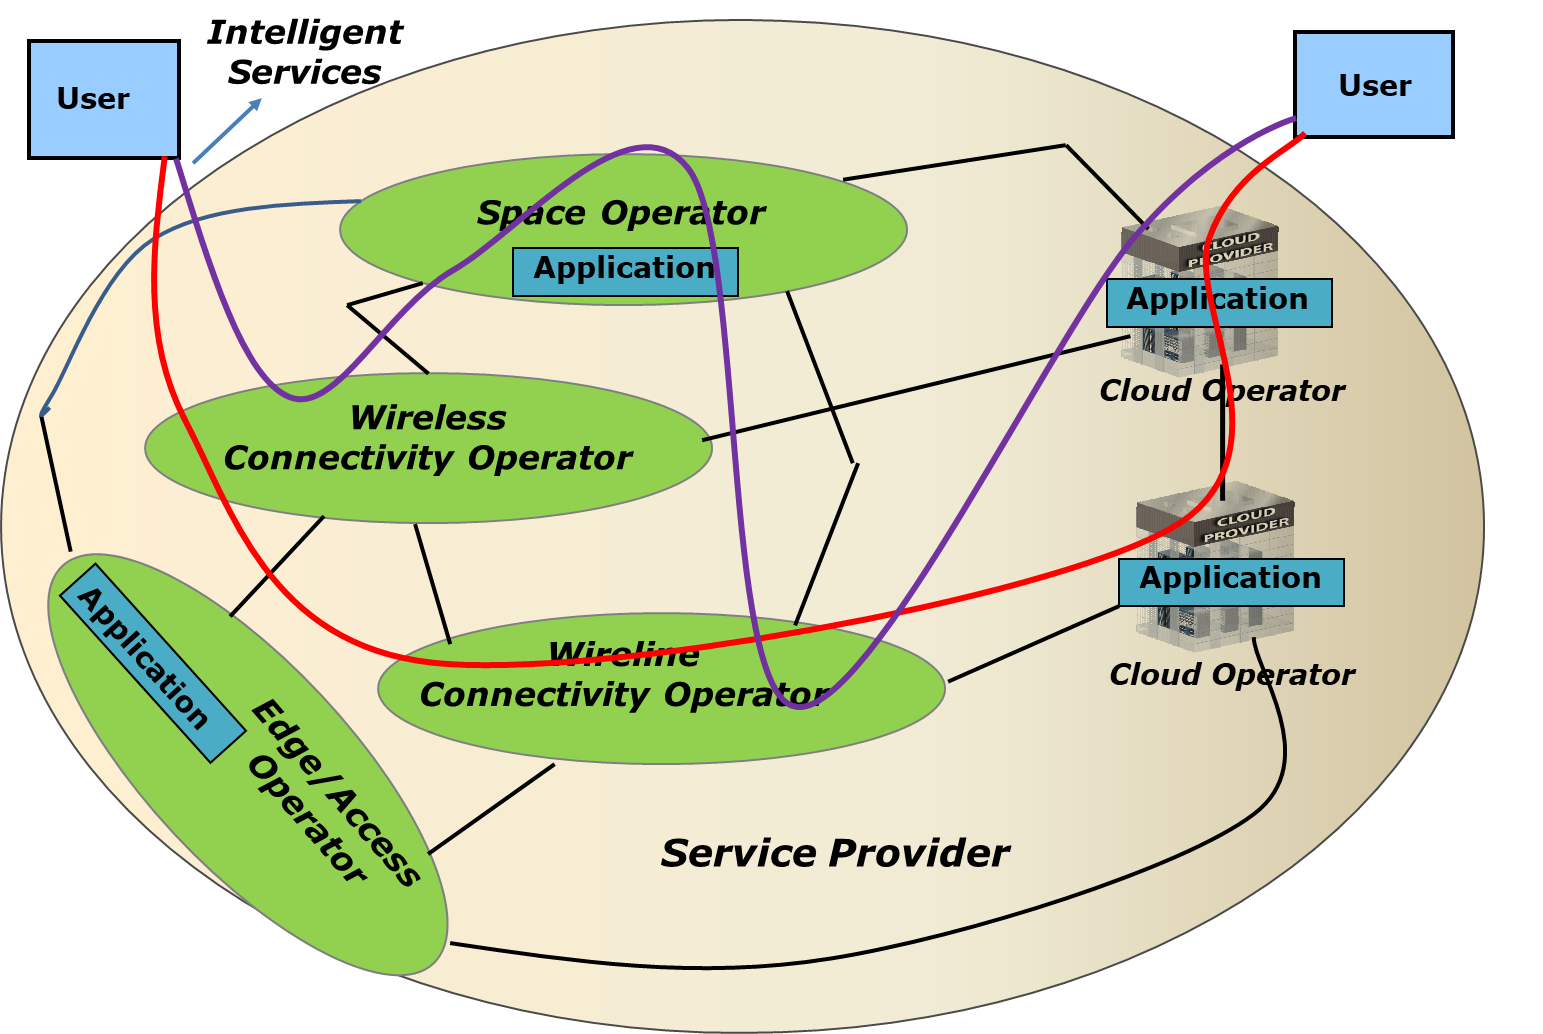 Intelligent
Services
User
User
Space Operator
Application
CLOUD
PROVIDER
Application
Cloud Operator
Wireless
Connectivity Operator
CLOUD
PROVIDER
Application
Cloud Operator
Application
Edge/Access
Operator
Wireline
Connectivity Operator
Service Provider